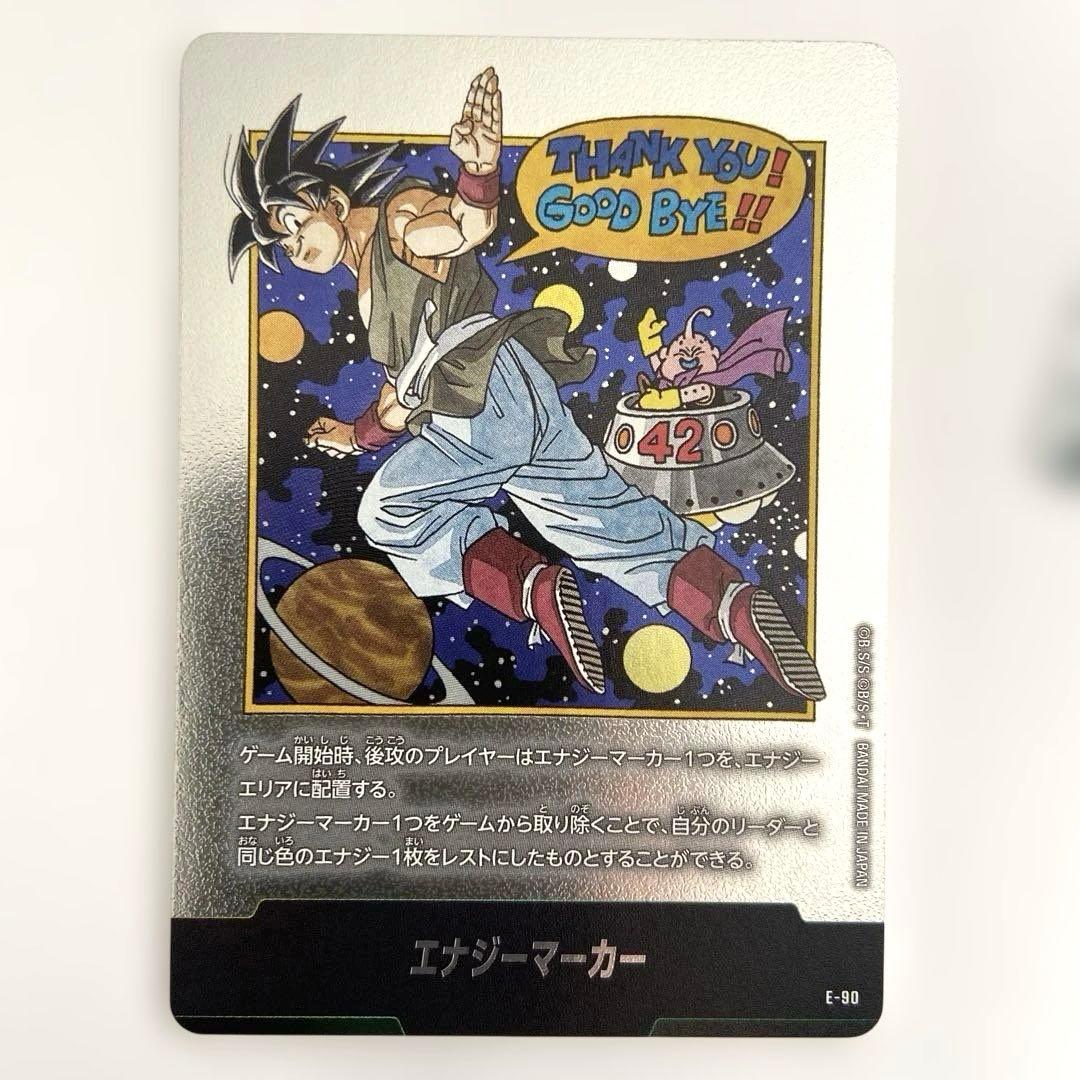 THANK YOU!
GOOD BYE!!
42
ゲーム開始時、後攻のプレイヤーはエナジーマーカー1つを、エナジー
エリアに配置する。
エナジーマーカー1つをゲームから取り除くことで、自分のリーダーと
同じ色のエナジー1枚をレストにしたものとすることができる。
©B.S/S ©B/S・T BANDAI MADE IN JAPAN
エナジーマーカー
E-90